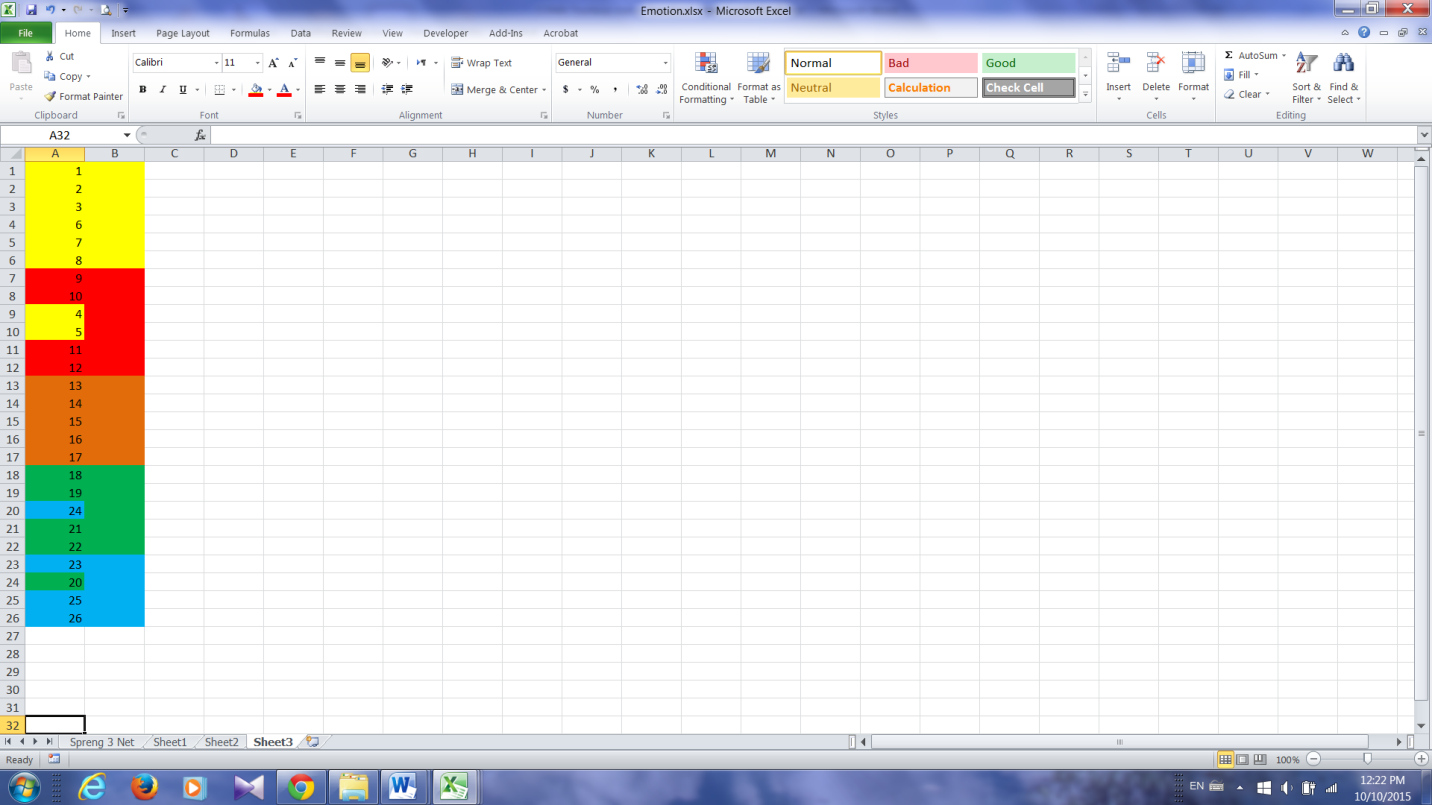 Emotion.xlsx - Microsoft Excel
File Home Insert Page Layout Formulas Data Review View Developer Add-Ins Acrobat
Paste
Cut
Copy
Format Painter
Clipboard
Calibri 11
B I U
Font
Wrap Text
Merge & Center
Alignment
General
$ % ,
Number
Conditional Formatting
Format as Table
Normal Bad Good
Neutral Calculation Check Cell
Styles
Insert Delete Format
Cells
Σ AutoSum
Fill
Clear
Sort & Filter
Find & Select
Editing
A32 fx
A B C D E F G H I J K L M N O P Q R S T U V W
1 1
2 2
3 3
4 6
5 7
6 8
7 9
8 10
9 4
10 5
11 11
12 12
13 13
14 14
15 15
16 16
17 17
18 18
19 19
20 24
21 21
22 22
23 23
24 20
25 25
26 26
27
28
29
30
31
32
Spreng 3 Net Sheet1 Sheet2 Sheet3
Ready 100%
EN 12:22 PM
10/10/2015